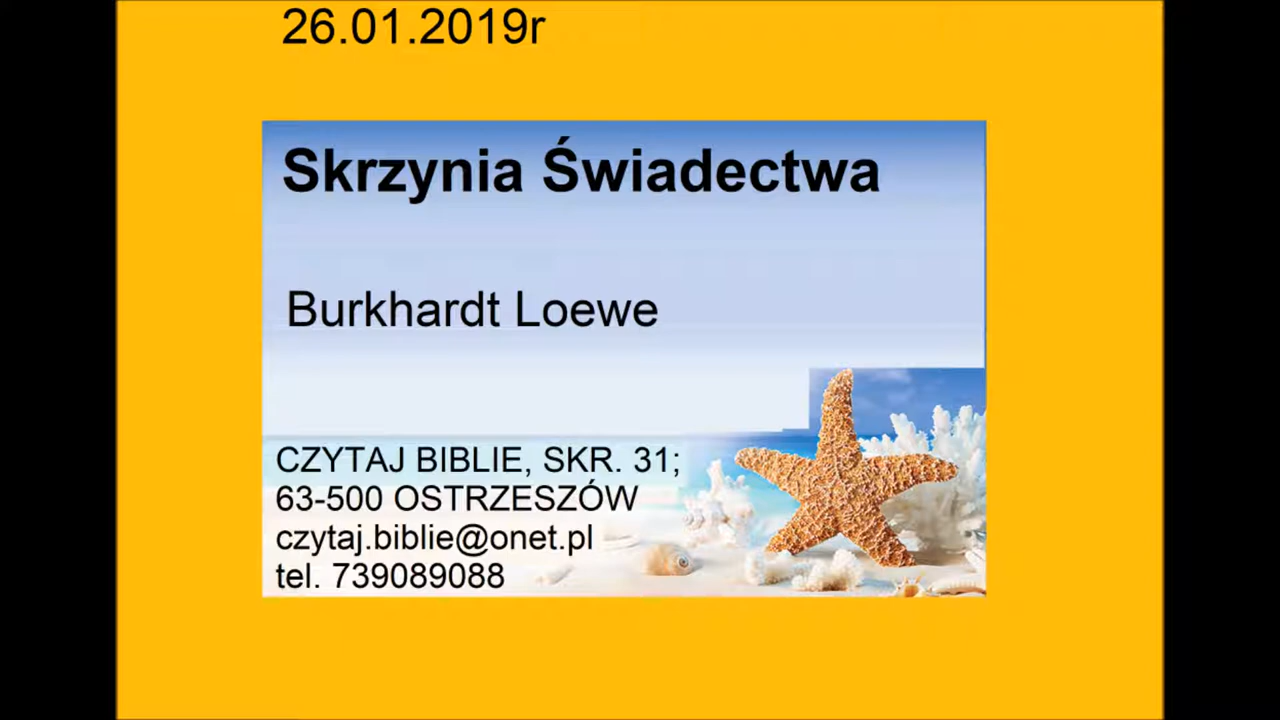 26.01.2019r
Skrzynia Świadectwa
Burkhardt Loewe
CZYTAJ BIBLIE, SKR. 31;
63-500 OSTRZESZÓW
czytaj.biblie@onet.pl
tel. 739089088